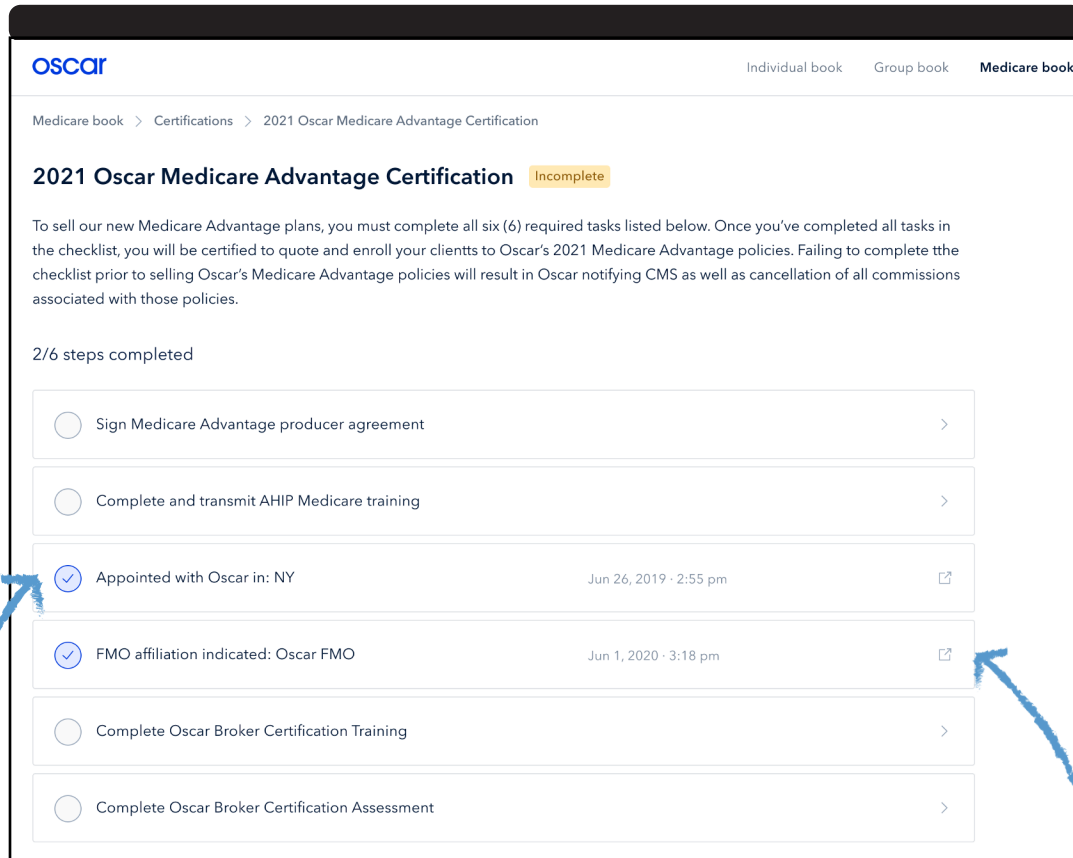 oscar
Individual book Group book Medicare book
Medicare book > Certifications > 2021 Oscar Medicare Advantage Certification
2021 Oscar Medicare Advantage Certification Incomplete
To sell our new Medicare Advantage plans, you must complete all six (6) required tasks listed below. Once you've completed all tasks in
the checklist, you will be certified to quote and enroll your clientts to Oscar's 2021 Medicare Advantage policies. Failing to complete tthe
checklist prior to selling Oscar's Medicare Advantage policies will result in Oscar notifying CMS as well as cancellation of all commissions
associated with those policies.
2/6 steps completed
Sign Medicare Advantage producer agreement
Complete and transmit AHIP Medicare training
Appointed with Oscar in: NY Jun 26, 2019 · 2:55 pm
FMO affiliation indicated: Oscar FMO Jun 1, 2020 · 3:18 pm
Complete Oscar Broker Certification Training
Complete Oscar Broker Certification Assessment